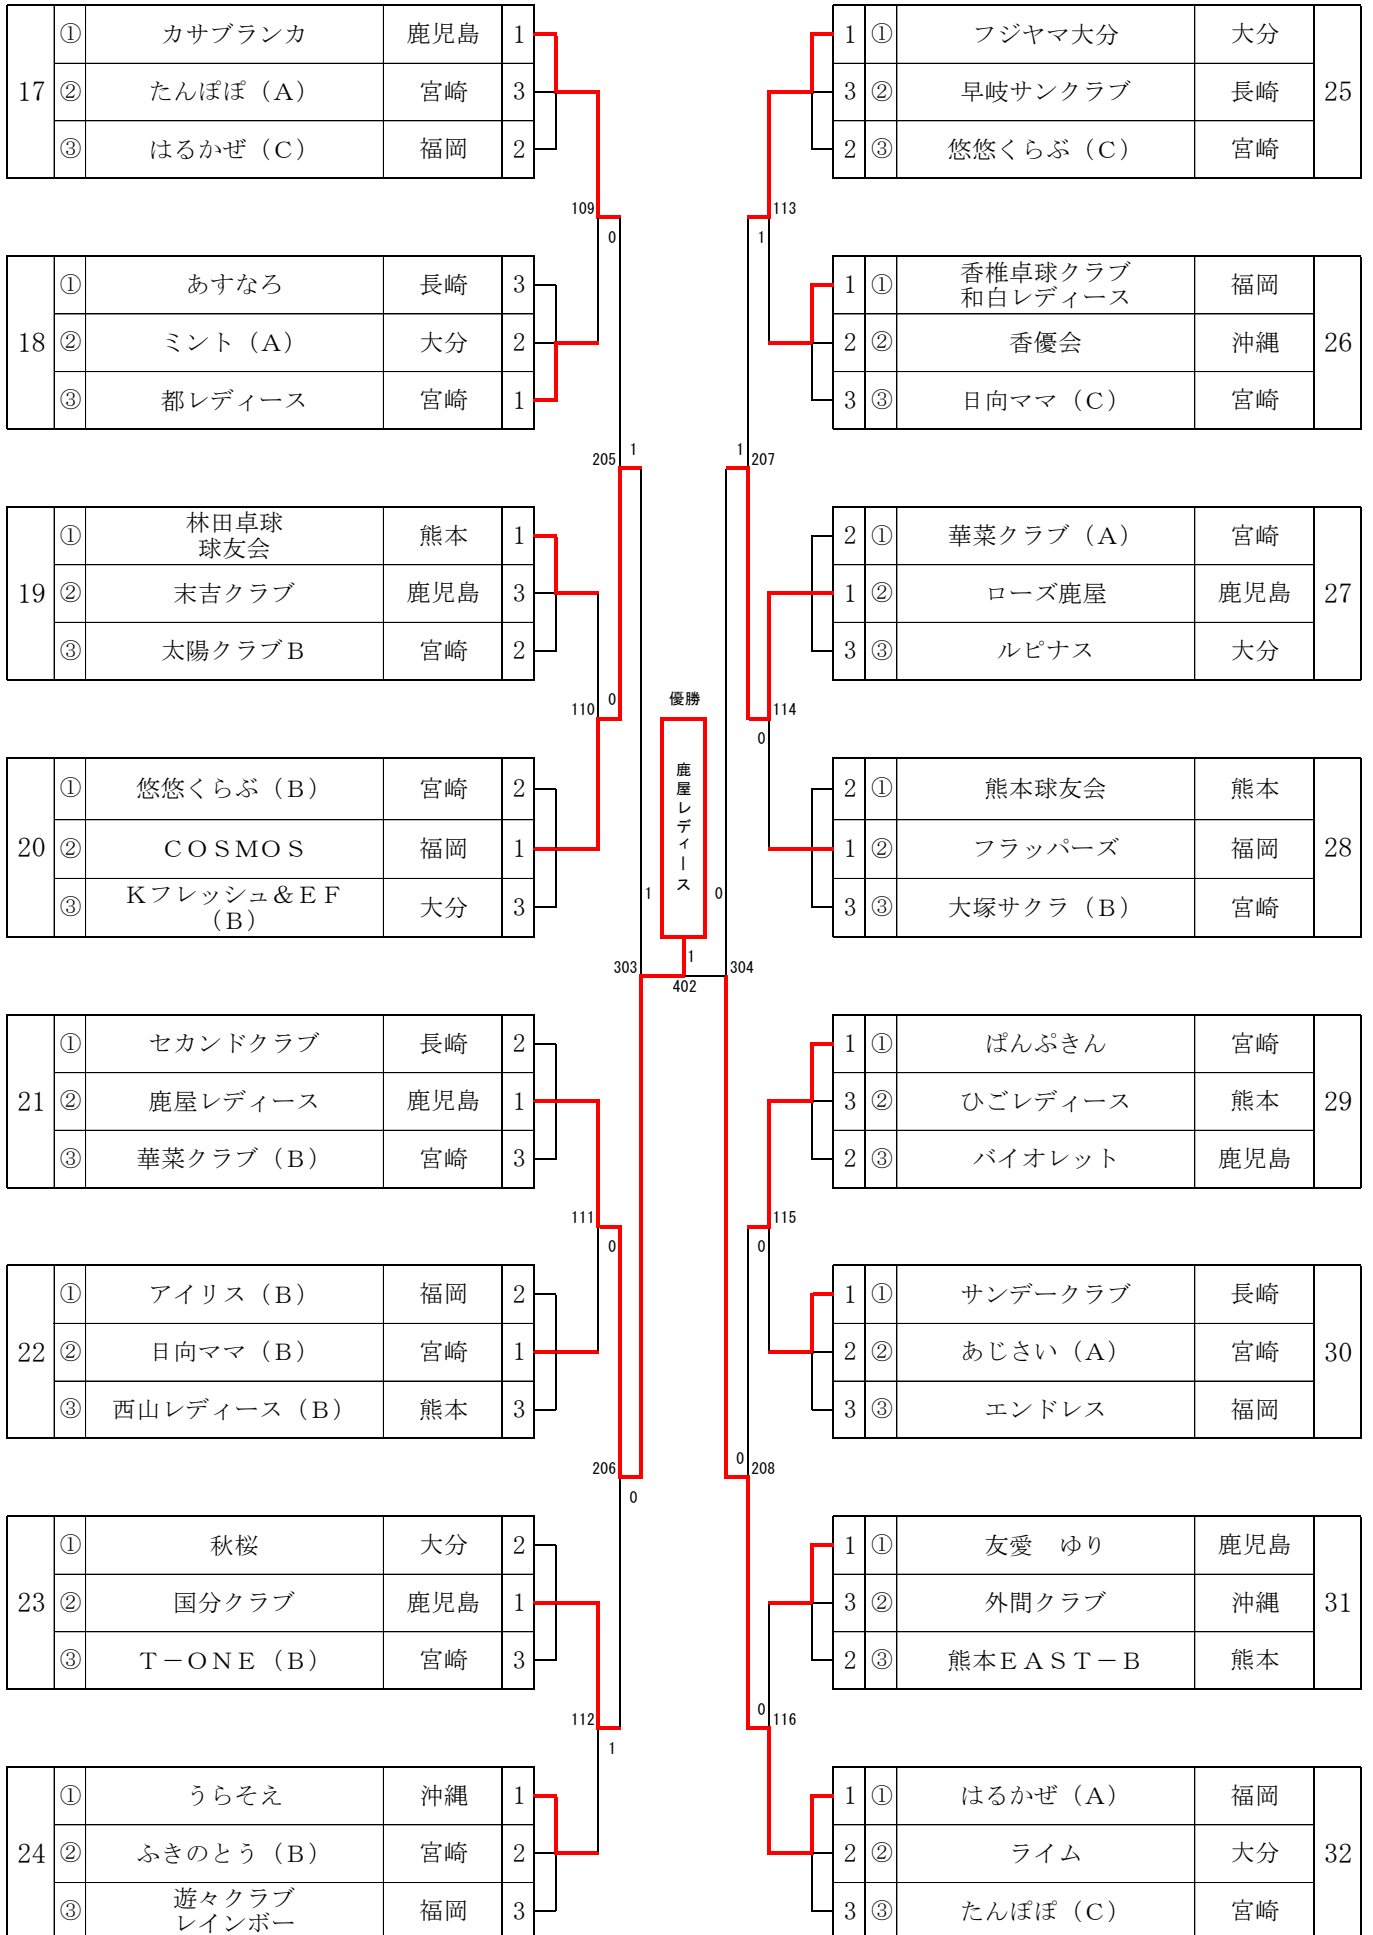 17
① カサブランカ 鹿児島 1
② たんぽぽ（A） 宮崎 3
③ はるかぜ（C） 福岡 2
109
0
18
① あすなろ 長崎 3
② ミント（A） 大分 2
③ 都レディース 宮崎 1
205
1
19
① 林田卓球
球友会 熊本 1
② 末吉クラブ 鹿児島 3
③ 太陽クラブＢ 宮崎 2
110
0
20
① 悠悠くらぶ（B） 宮崎 2
② ＣＯＳＭＯＳ 福岡 1
③ Ｋフレッシュ＆ＥＦ
（B） 大分 3
303
1
21
① セカンドクラブ 長崎 2
② 鹿屋レディース 鹿児島 1
③ 華菜クラブ（B） 宮崎 3
111
0
22
① アイリス（B） 福岡 2
② 日向ママ（B） 宮崎 1
③ 西山レディース（B） 熊本 3
206
0
23
① 秋桜 大分 2
② 国分クラブ 鹿児島 1
③ Ｔ－ＯＮＥ（B） 宮崎 3
112
1
24
① うらそえ 沖縄 1
② ふきのとう（B） 宮崎 2
③ 遊々クラブ
レインボー 福岡 3
優勝
鹿屋レディース
1
402
1 ① フジヤマ大分 大分
3 ② 早岐サンクラブ 長崎
2 ③ 悠悠くらぶ（C） 宮崎
25
113
1
1 ① 香椎卓球クラブ
和白レディース 福岡
2 ② 香優会 沖縄
3 ③ 日向ママ（C） 宮崎
26
1
207
2 ① 華菜クラブ（A） 宮崎
1 ② ローズ鹿屋 鹿児島
3 ③ ルピナス 大分
27
114
0
2 ① 熊本球友会 熊本
1 ② フラッパーズ 福岡
3 ③ 大塚サクラ（B） 宮崎
28
0
304
1 ① ぱんぷきん 宮崎
3 ② ひごレディース 熊本
2 ③ バイオレット 鹿児島
29
115
0
1 ① サンデークラブ 長崎
2 ② あじさい（A） 宮崎
3 ③ エンドレス 福岡
30
0
208
1 ① 友愛　ゆり 鹿児島
3 ② 外間クラブ 沖縄
2 ③ 熊本ＥＡＳＴ－Ｂ 熊本
31
0
116
1 ① はるかぜ（A） 福岡
2 ② ライム 大分
3 ③ たんぽぽ（C） 宮崎
32